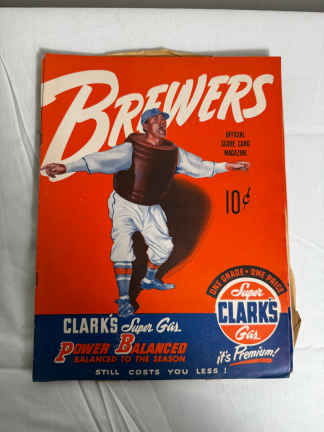 BREWERS
OFFICIAL
SCORE CARD
MAGAZINE
10¢
ONE GRADE • ONE PRICE
Super
CLARK'S
Gas
it's Premium!
CLARK'S Super Gas
POWER BALANCED
BALANCED TO THE SEASON
STILL COSTS YOU LESS!